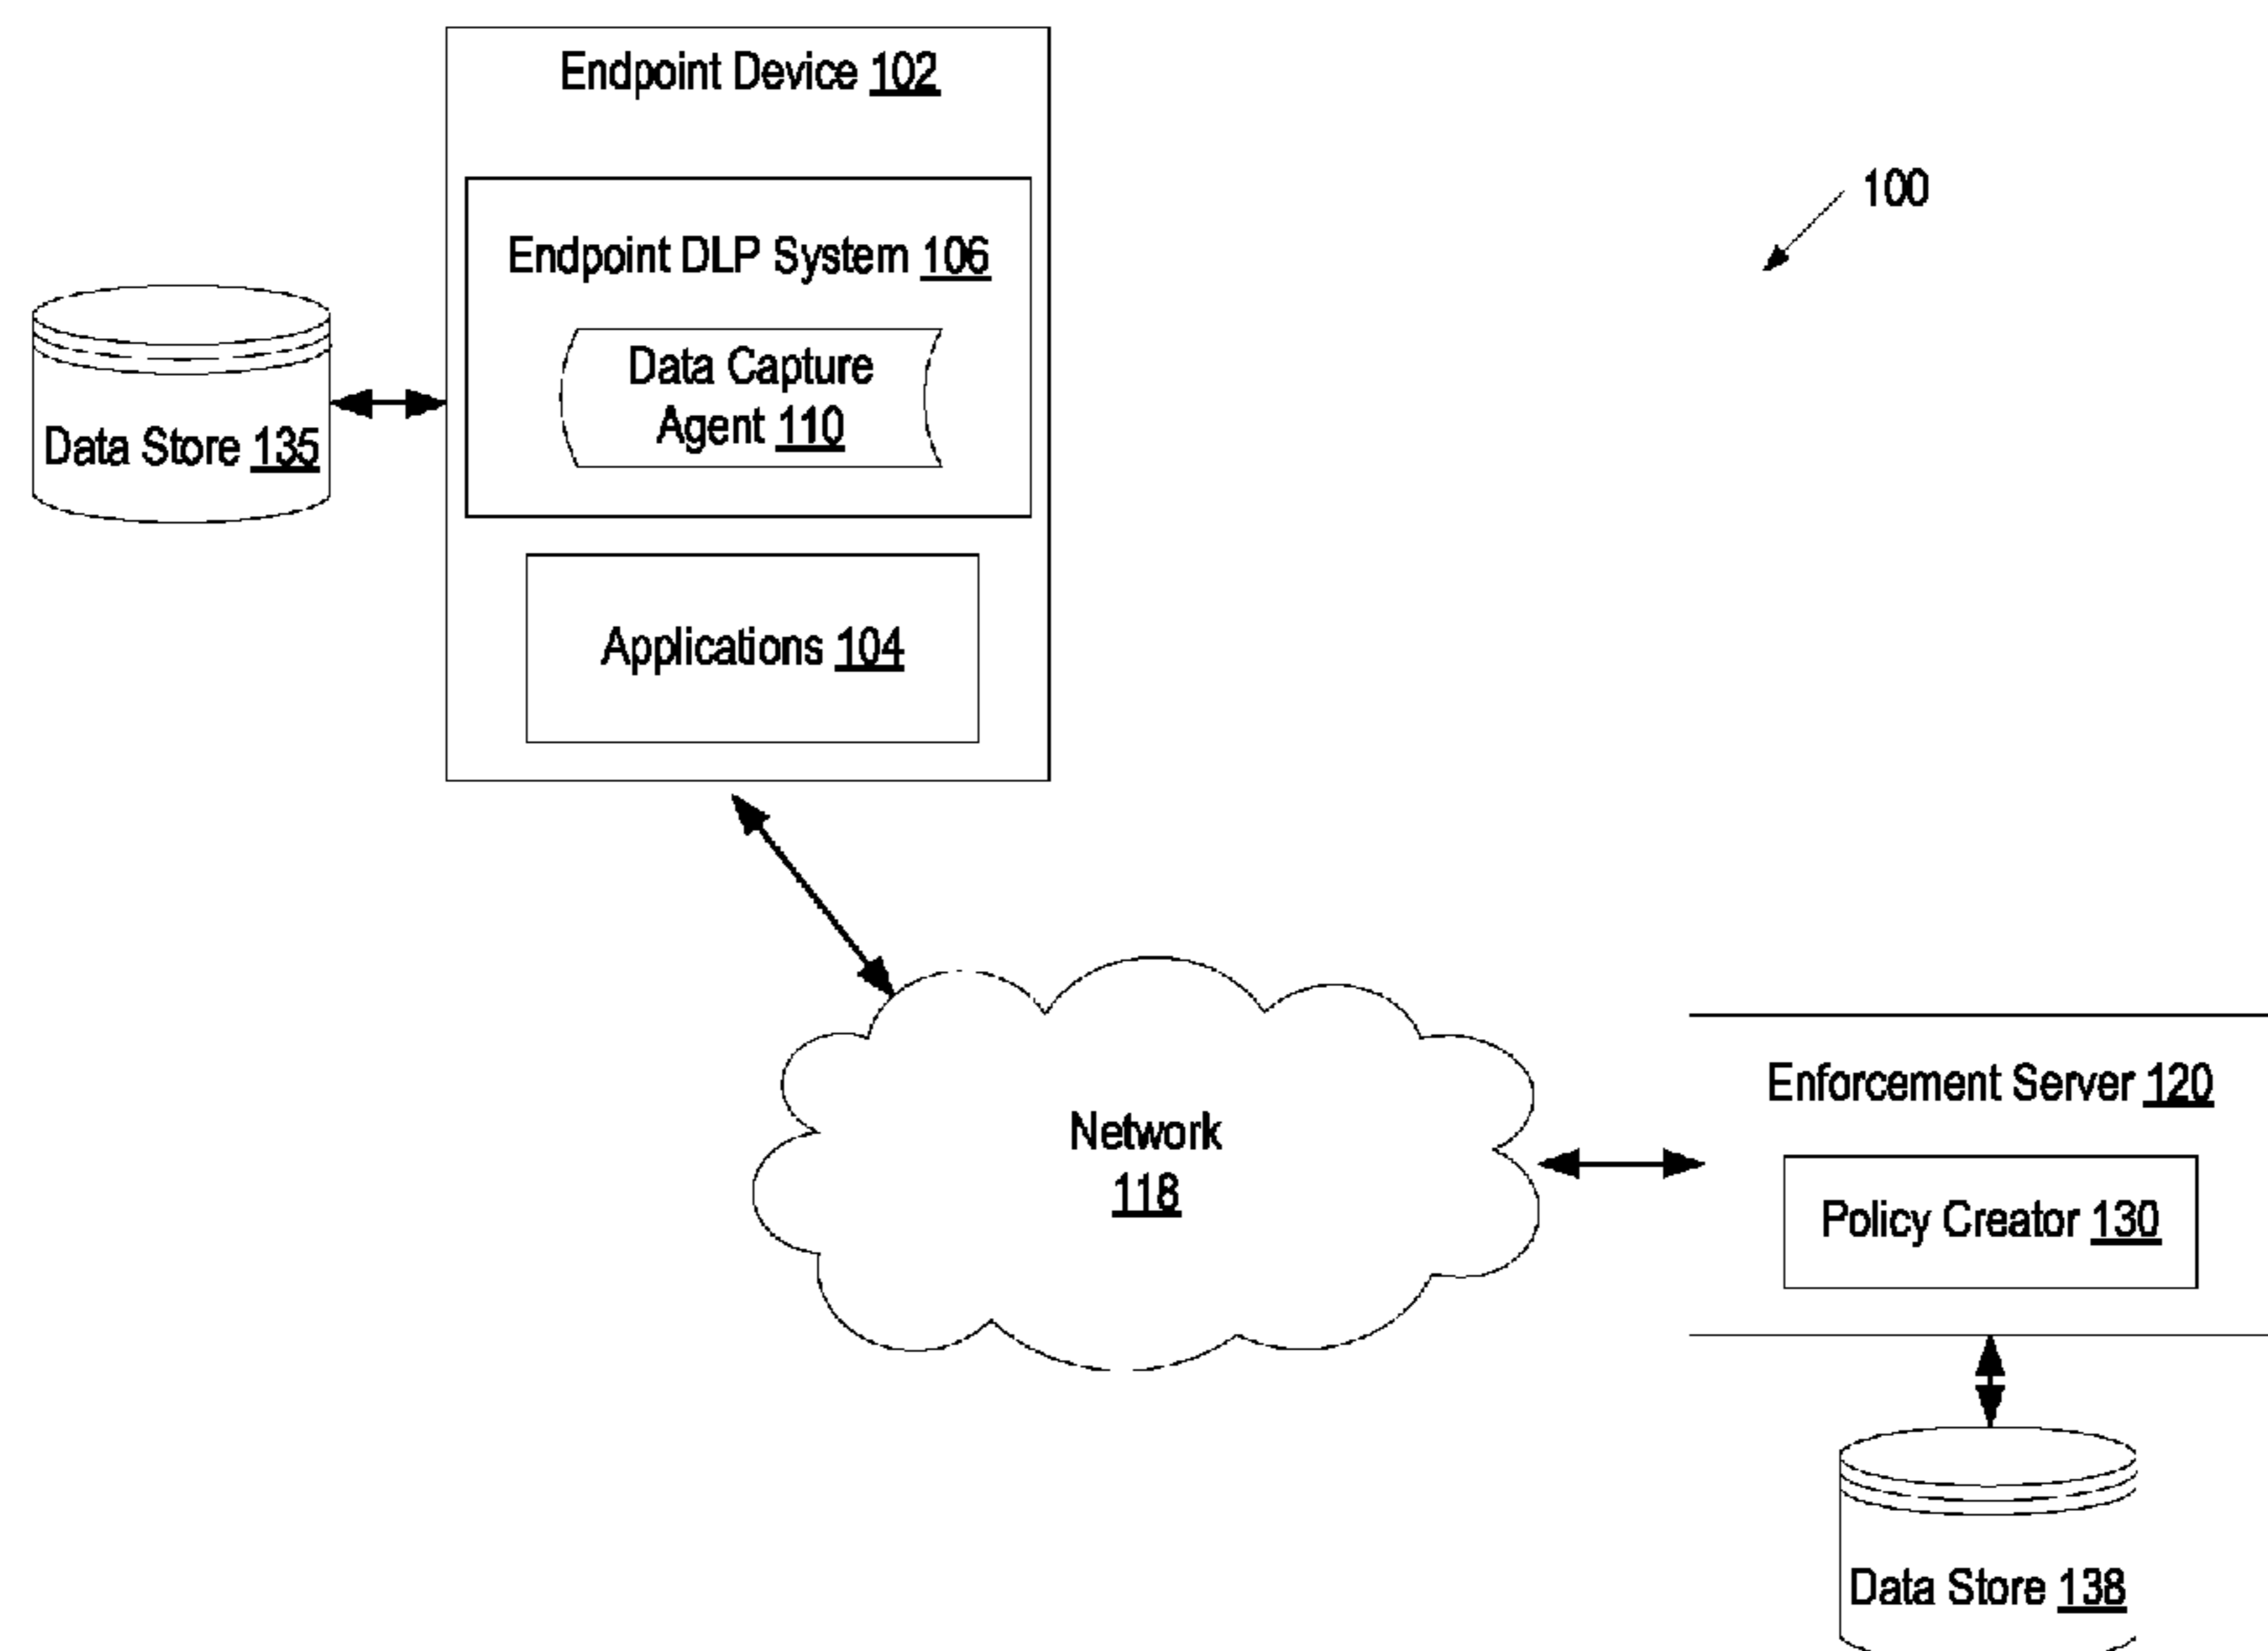 Endpoint Device 102
100
Endpoint DLP System 106
Data Capture
Agent 110
Data Store 135
Applications 104
Network
118
Enforcement Server 120
Policy Creator 130
Data Store 138